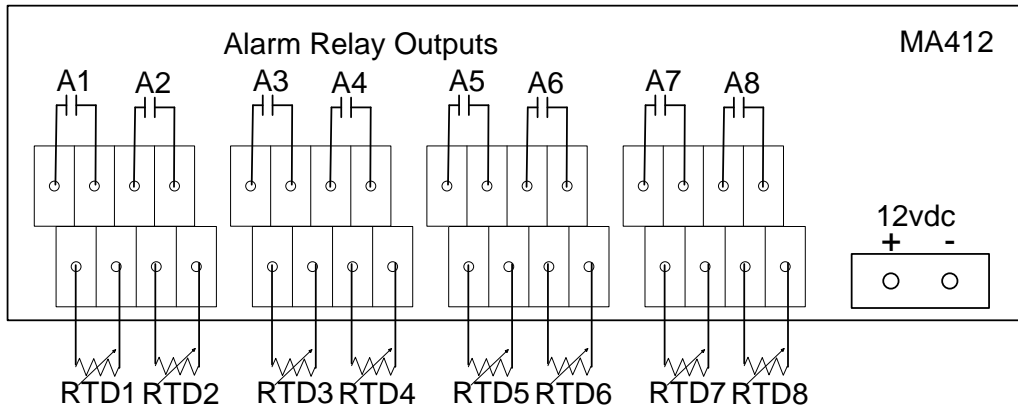 Alarm Relay Outputs MA412
A1 A2 A3 A4 A5 A6 A7 A8
12vdc
+ -
RTD1 RTD2 RTD3 RTD4 RTD5 RTD6 RTD7 RTD8